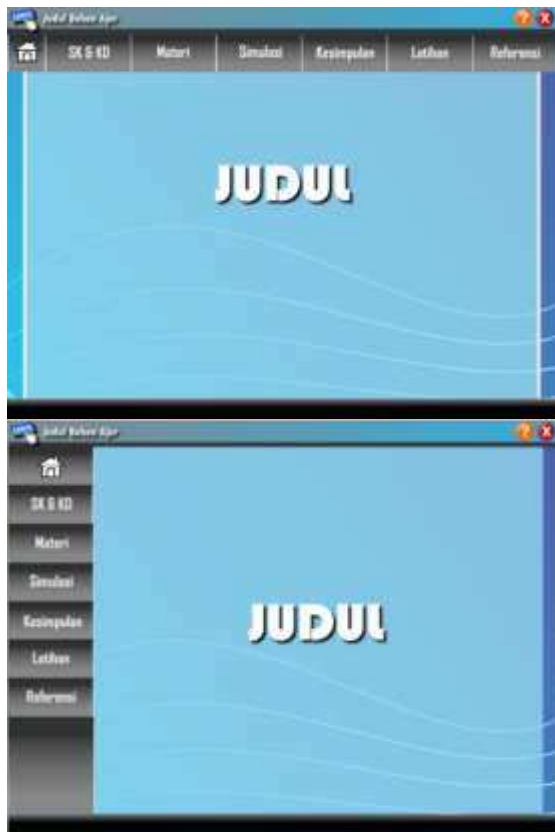 Judul Bahan Ajar
SK & KD Materi Simulasi Kesimpulan Latihan Referensi
JUDUL
Judul Bahan Ajar
SK & KD
Materi
Simulasi
Kesimpulan
Latihan
Referensi
JUDUL